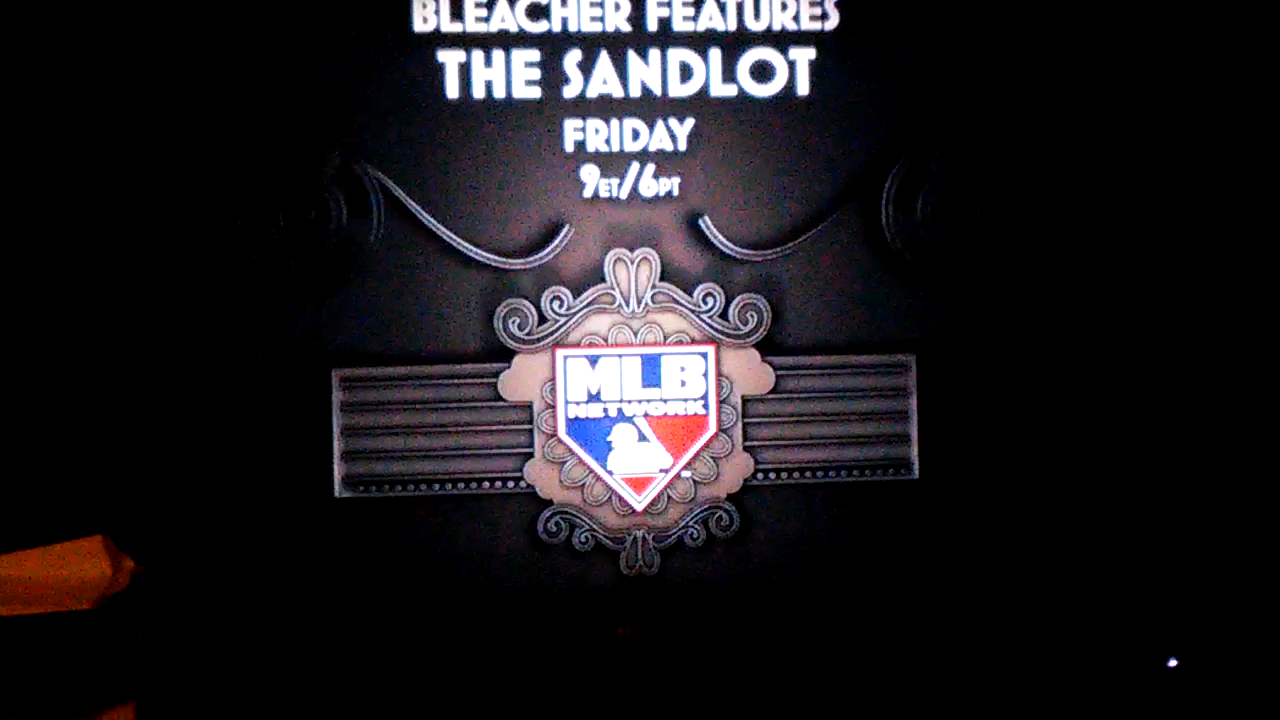 BLEACHER FEATURES
THE SANDLOT
FRIDAY
9ET/6PT
MLB
NETWORK